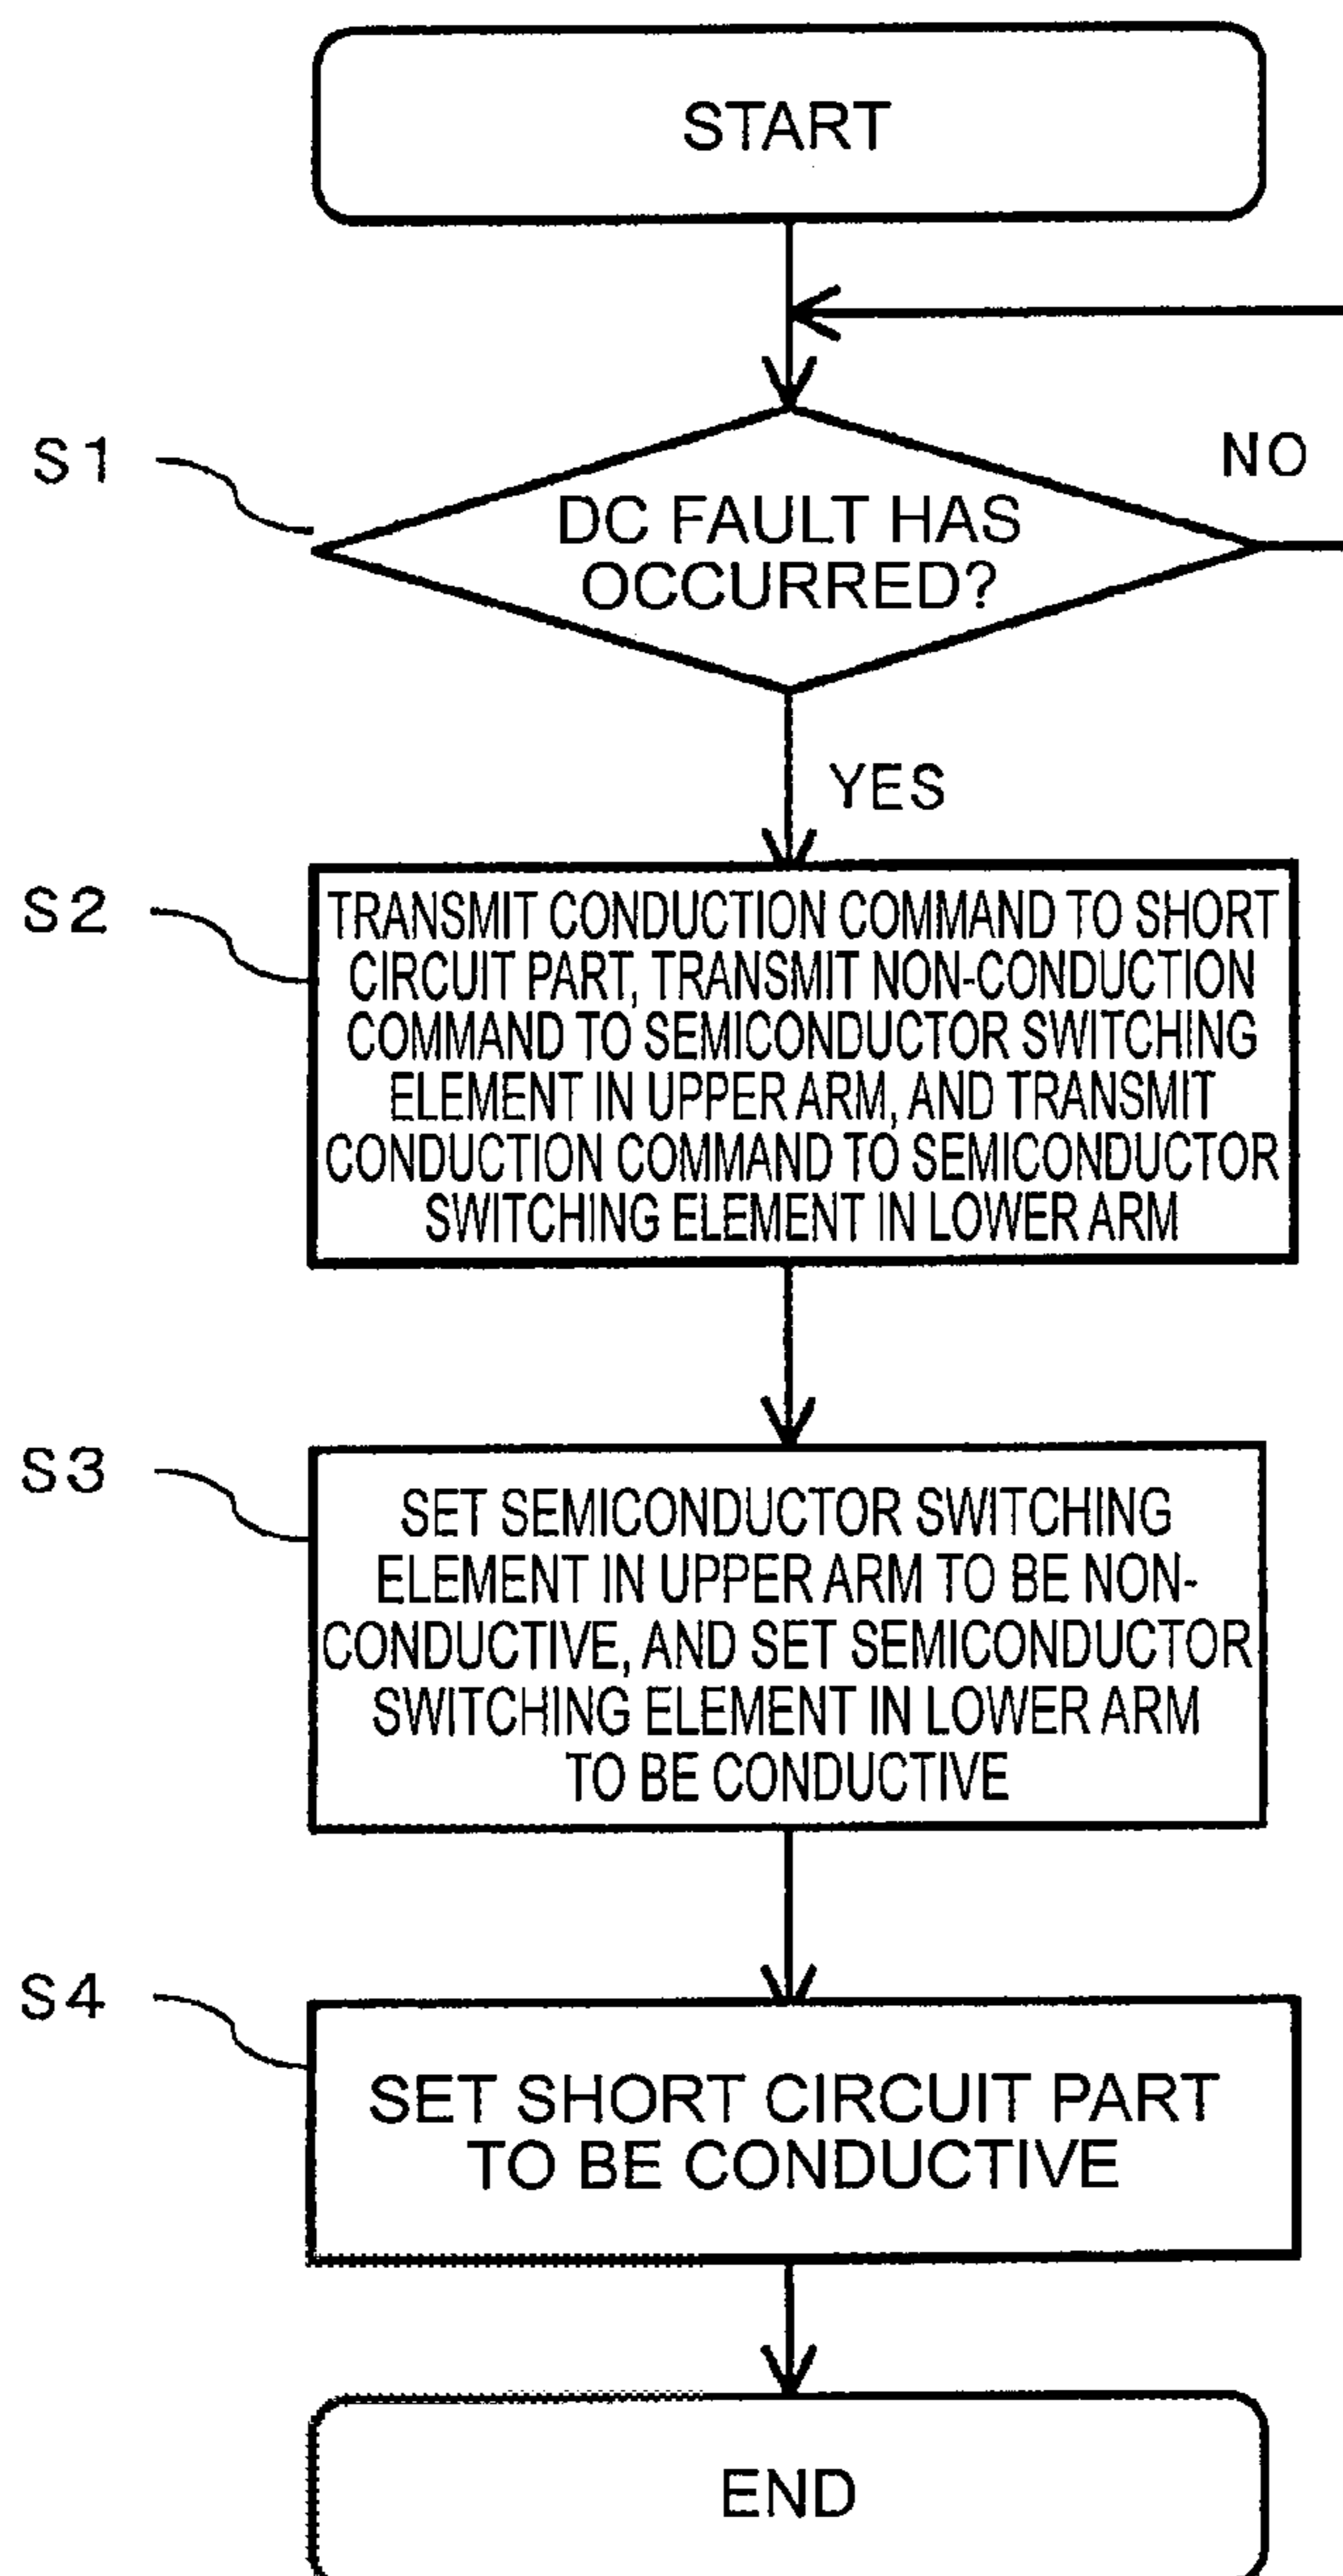 START
S1
NO
DC FAULT HAS
OCCURRED?
YES
S2
TRANSMIT CONDUCTION COMMAND TO SHORT
CIRCUIT PART, TRANSMIT NON-CONDUCTION
COMMAND TO SEMICONDUCTOR SWITCHING
ELEMENT IN UPPER ARM, AND TRANSMIT
CONDUCTION COMMAND TO SEMICONDUCTOR
SWITCHING ELEMENT IN LOWER ARM
S3
SET SEMICONDUCTOR SWITCHING
ELEMENT IN UPPER ARM TO BE NON-
CONDUCTIVE, AND SET SEMICONDUCTOR
SWITCHING ELEMENT IN LOWER ARM
TO BE CONDUCTIVE
S4
SET SHORT CIRCUIT PART
TO BE CONDUCTIVE
END